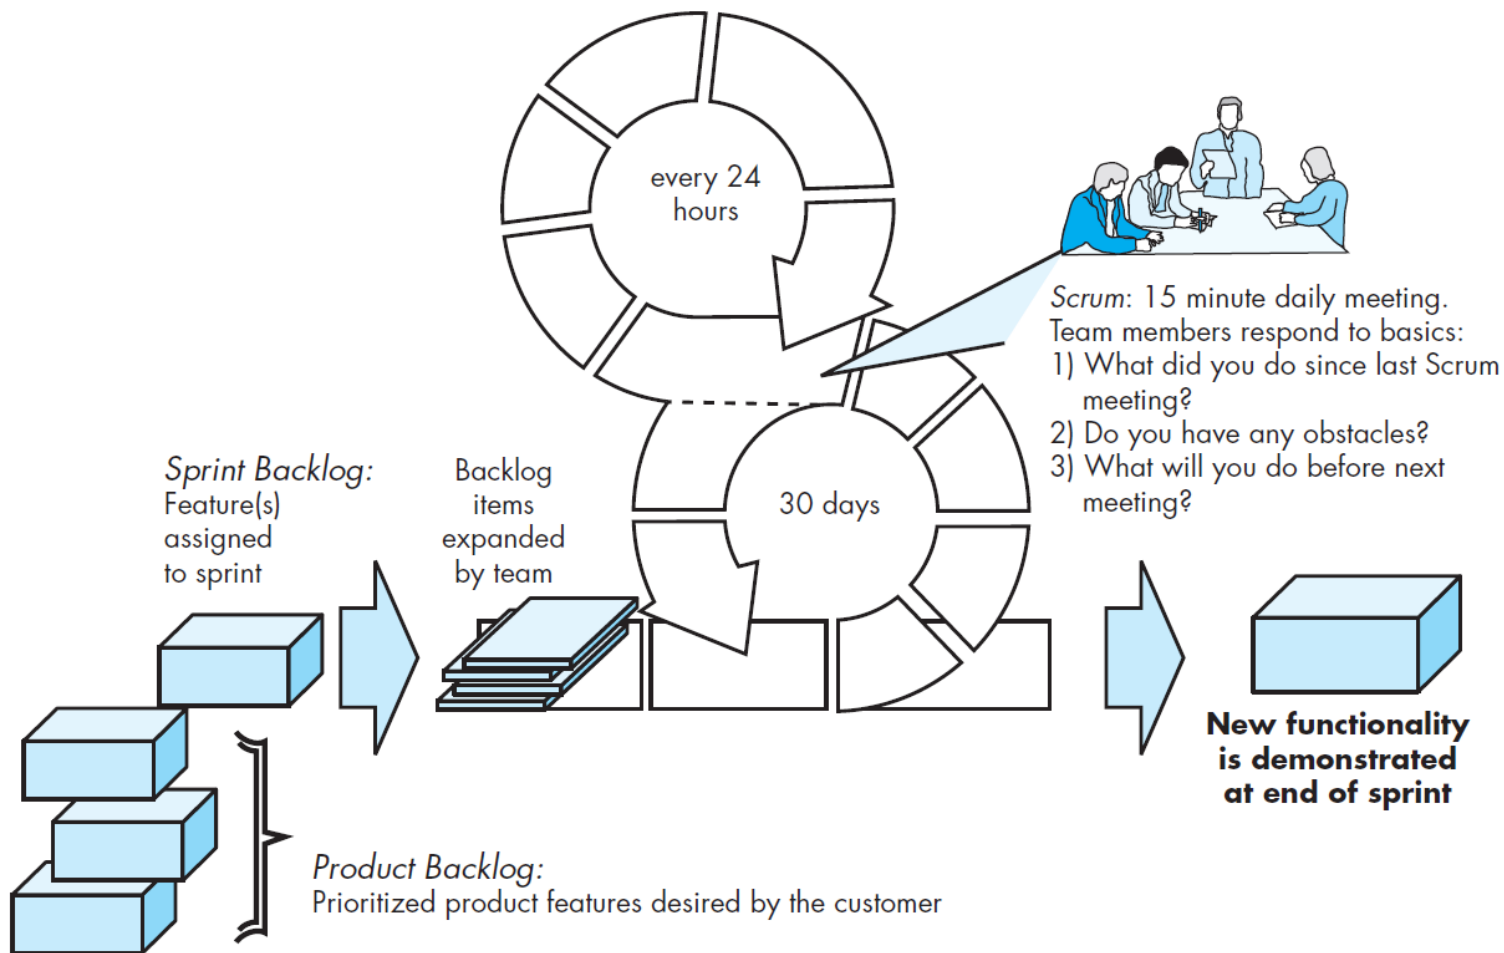 every 24
hours
Scrum: 15 minute daily meeting.
Team members respond to basics:
1) What did you do since last Scrum
meeting?
2) Do you have any obstacles?
3) What will you do before next
meeting?
Sprint Backlog:
Feature(s)
assigned
to sprint
Backlog
items
expanded
by team
30 days
New functionality
is demonstrated
at end of sprint
Product Backlog:
Prioritized product features desired by the customer